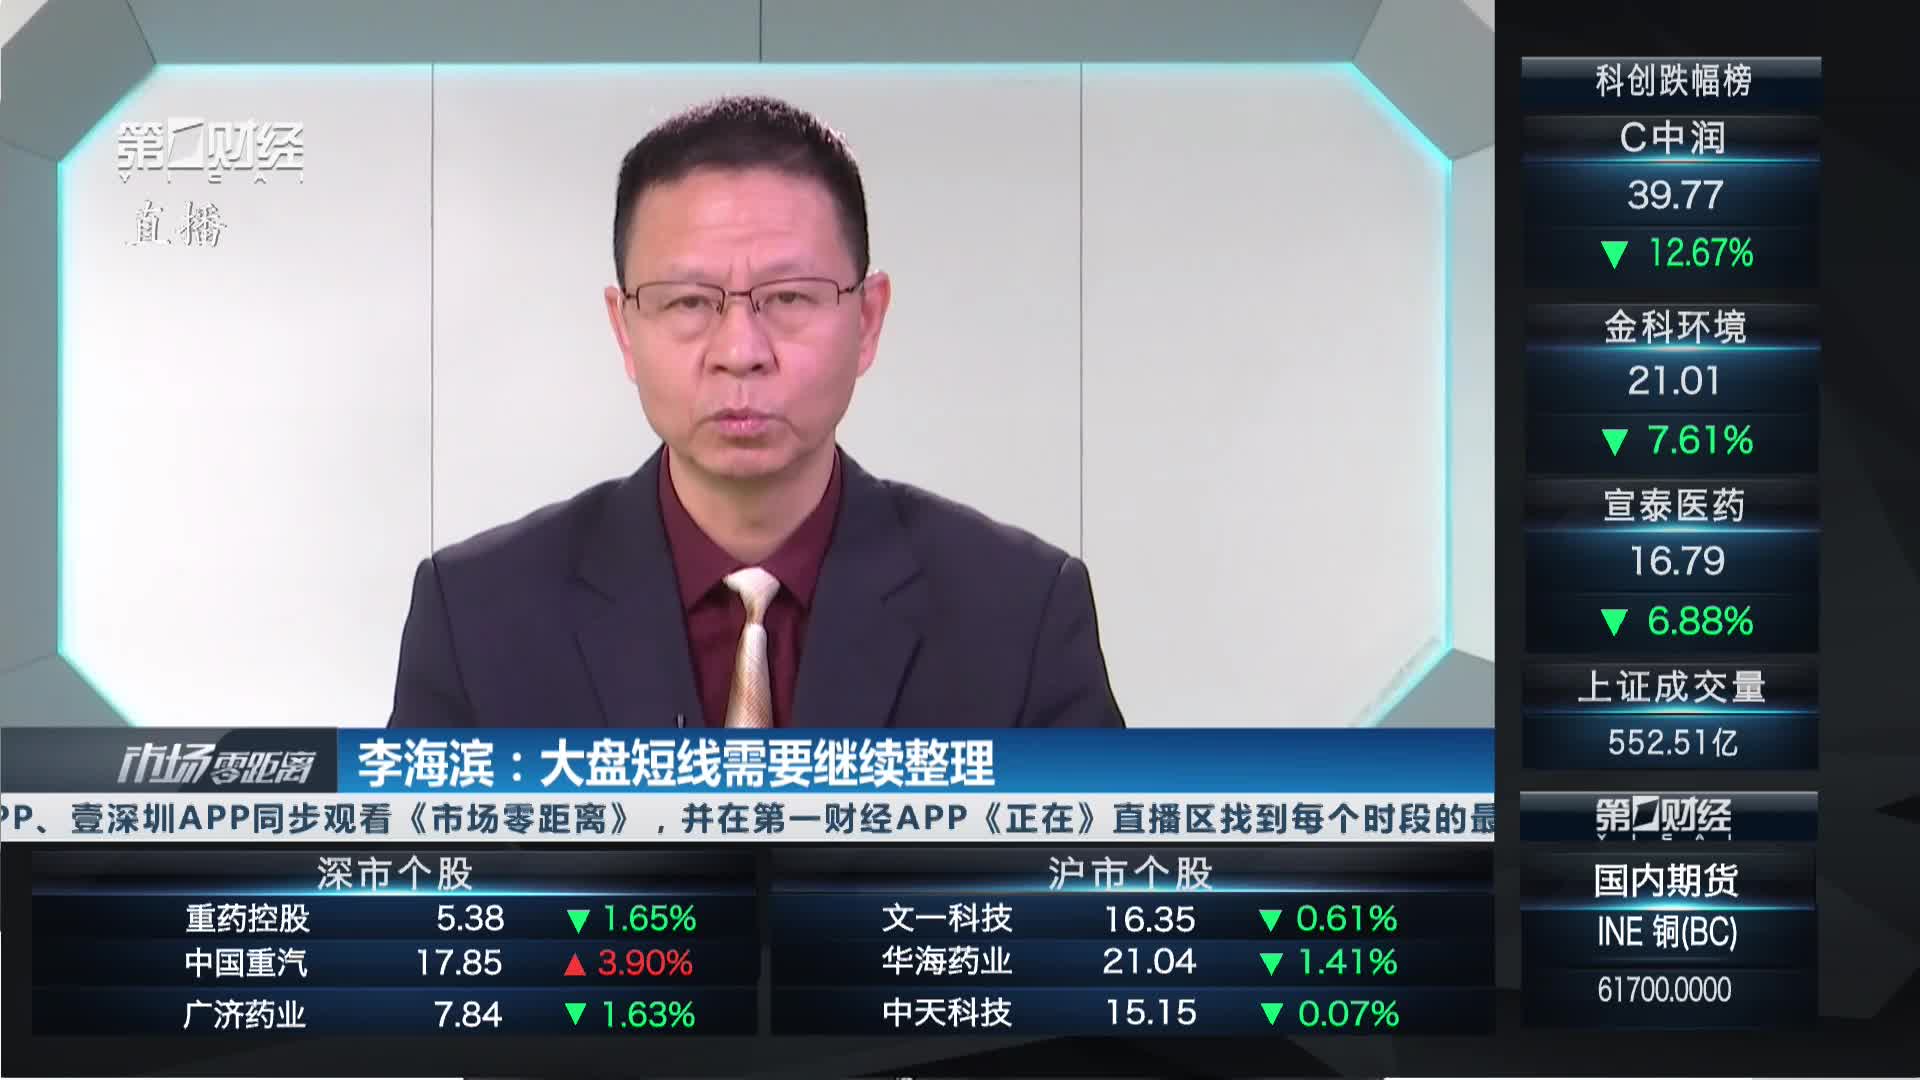 第一财经
YICAI
直播
市场零距离
李海滨：大盘短线需要继续整理
PP、壹深圳APP同步观看《市场零距离》，并在第一财经APP《正在》直播区找到每个时段的最
深市个股
重药控股 5.38 ▼ 1.65%
中国重汽 17.85 ▲ 3.90%
广济药业 7.84 ▼ 1.63%
沪市个股
文一科技 16.35 ▼ 0.61%
华海药业 21.04 ▼ 1.41%
中天科技 15.15 ▼ 0.07%
科创跌幅榜
C中润
39.77
▼ 12.67%
金科环境
21.01
▼ 7.61%
宣泰医药
16.79
▼ 6.88%
上证成交量
552.51亿
第一财经
YICAI
国内期货
INE 铜(BC)
61700.0000